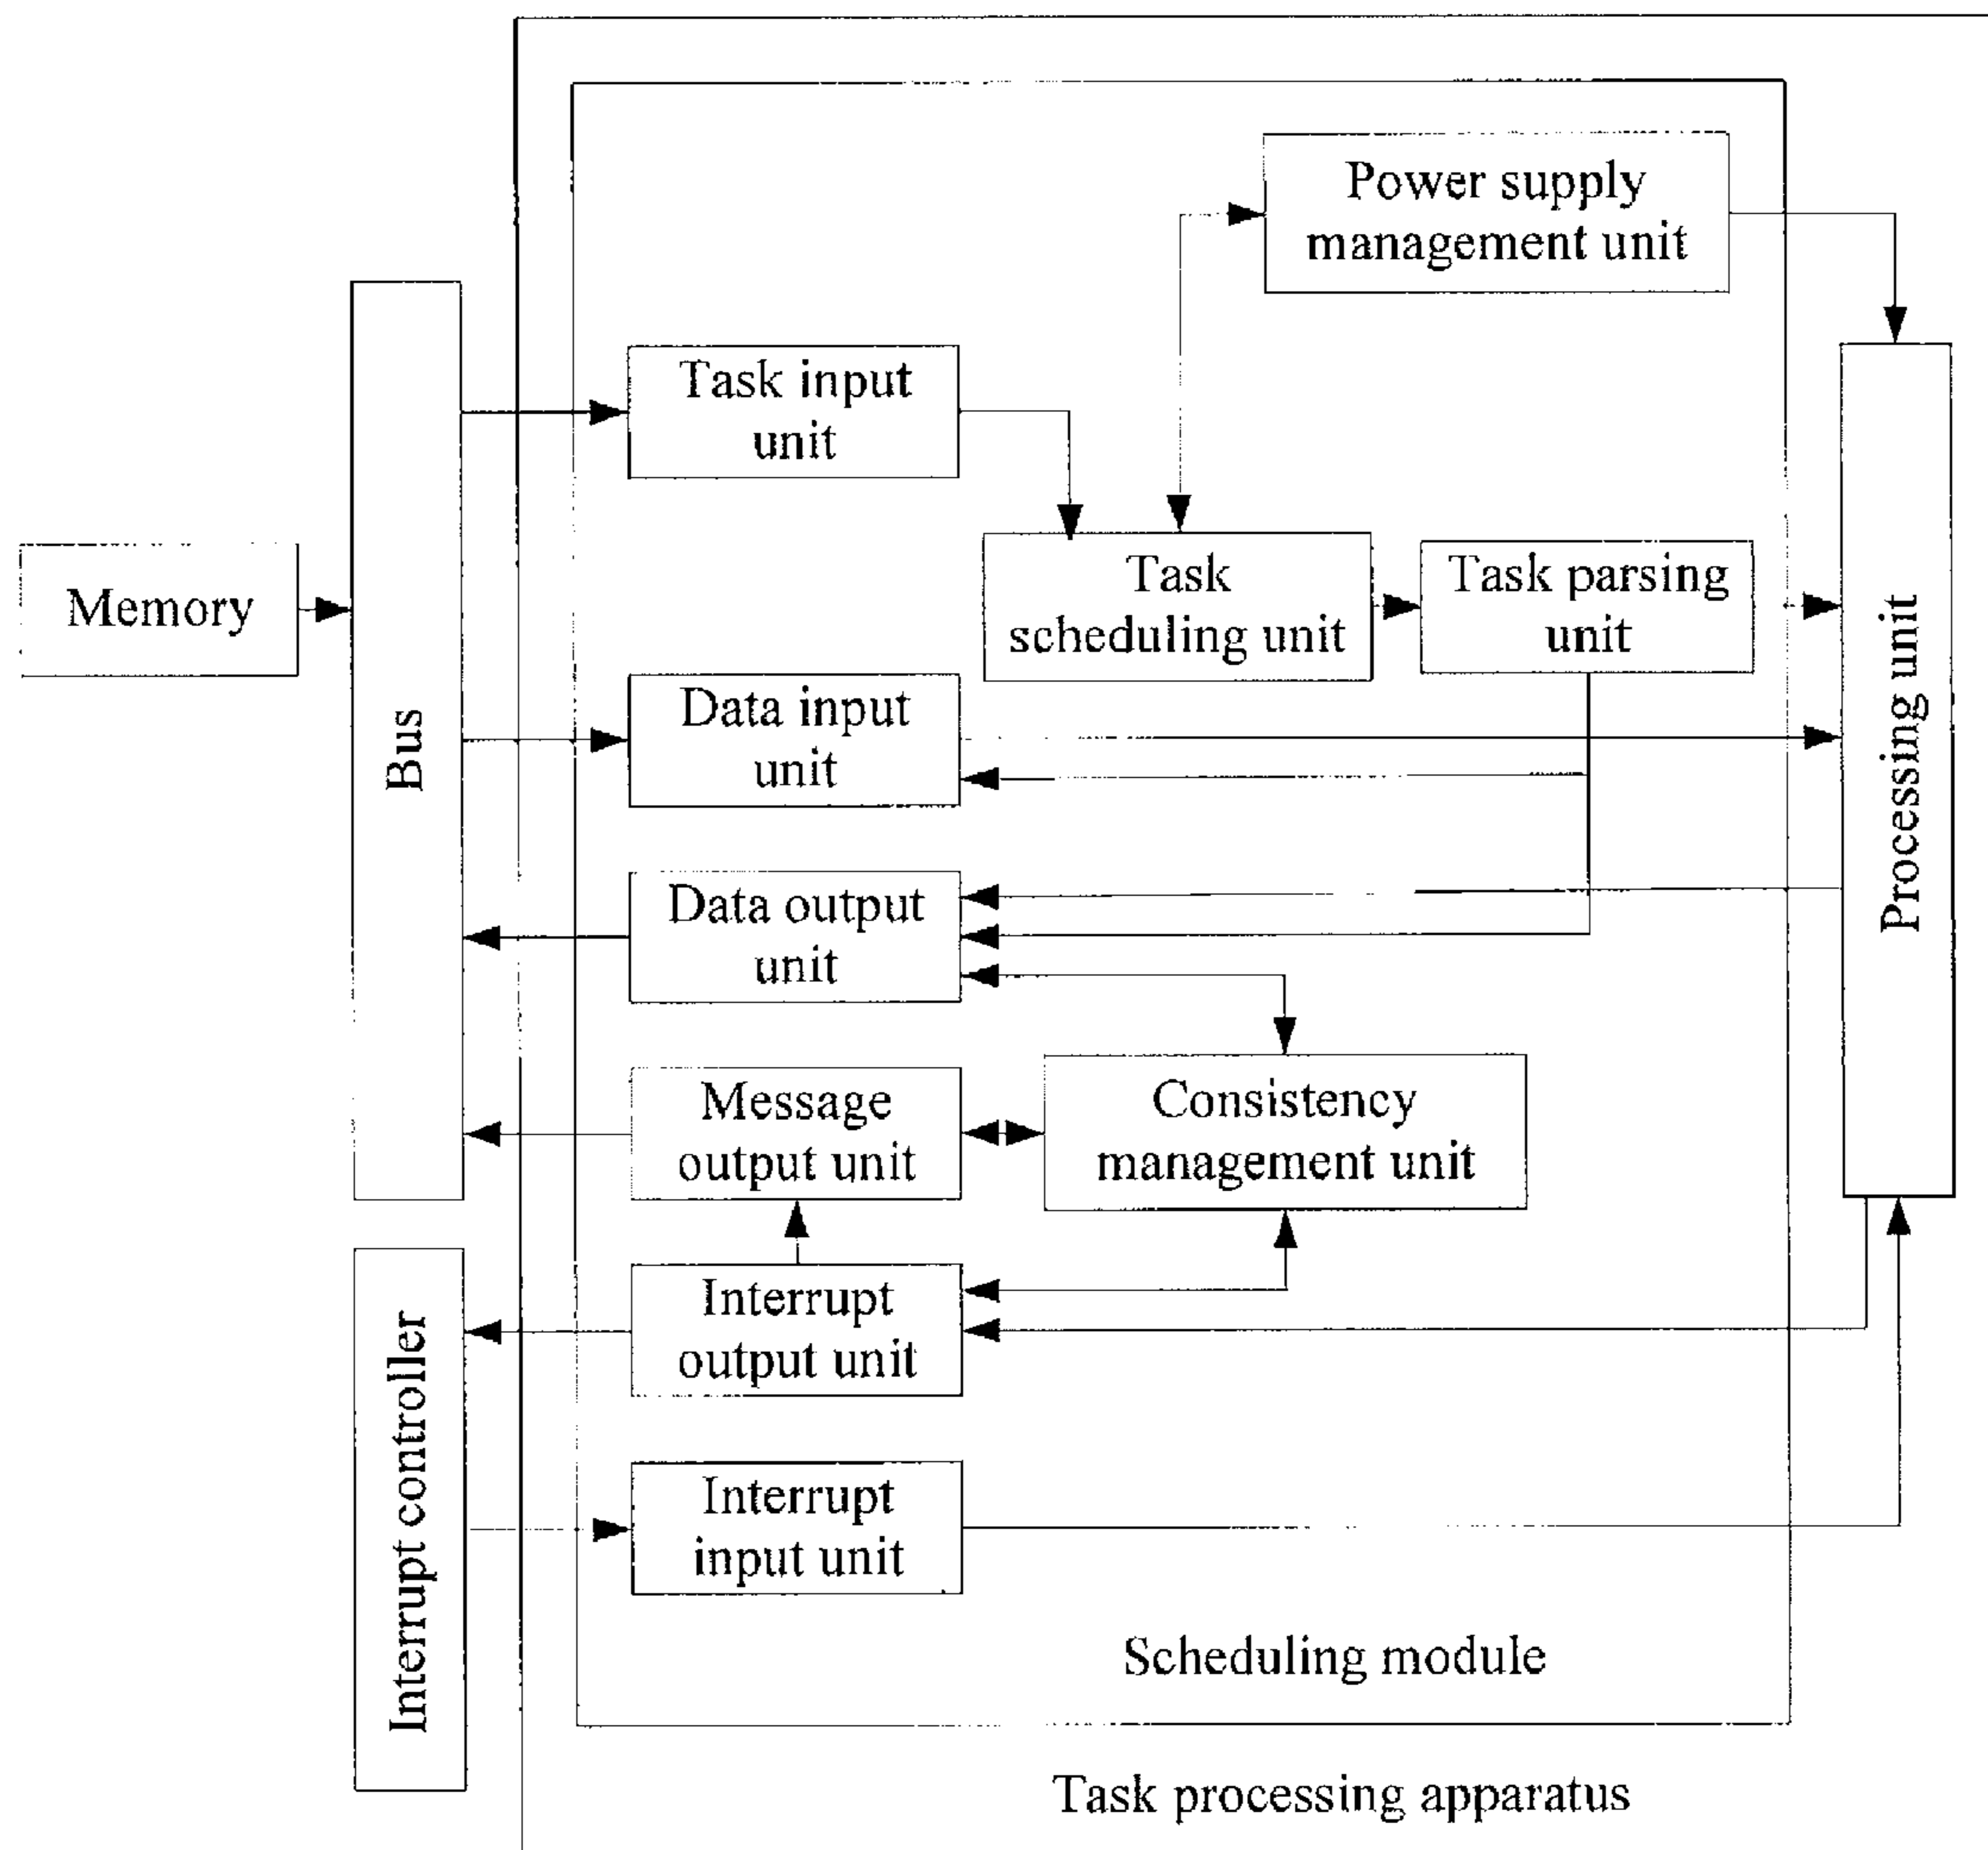 Power supply
management unit
Task input
unit
Memory
Bus
Task
scheduling unit
Task parsing
unit
Processing unit
Data input
unit
Data output
unit
Message
output unit
Consistency
management unit
Interrupt controller
Interrupt
output unit
Interrupt
input unit
Scheduling module
Task processing apparatus